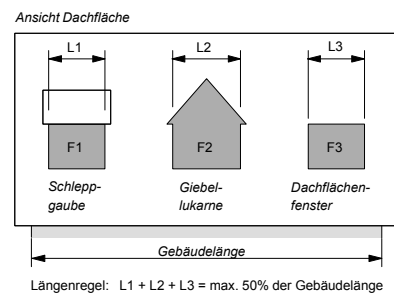 Ansicht Dachfläche
L1 L2 L3
F1 F2 F3
Schlepp-
gaube
Giebel-
lukarne
Dachflächen-
fenster
Gebäudelänge
Längenregel: L1 + L2 + L3 = max. 50% der Gebäudelänge